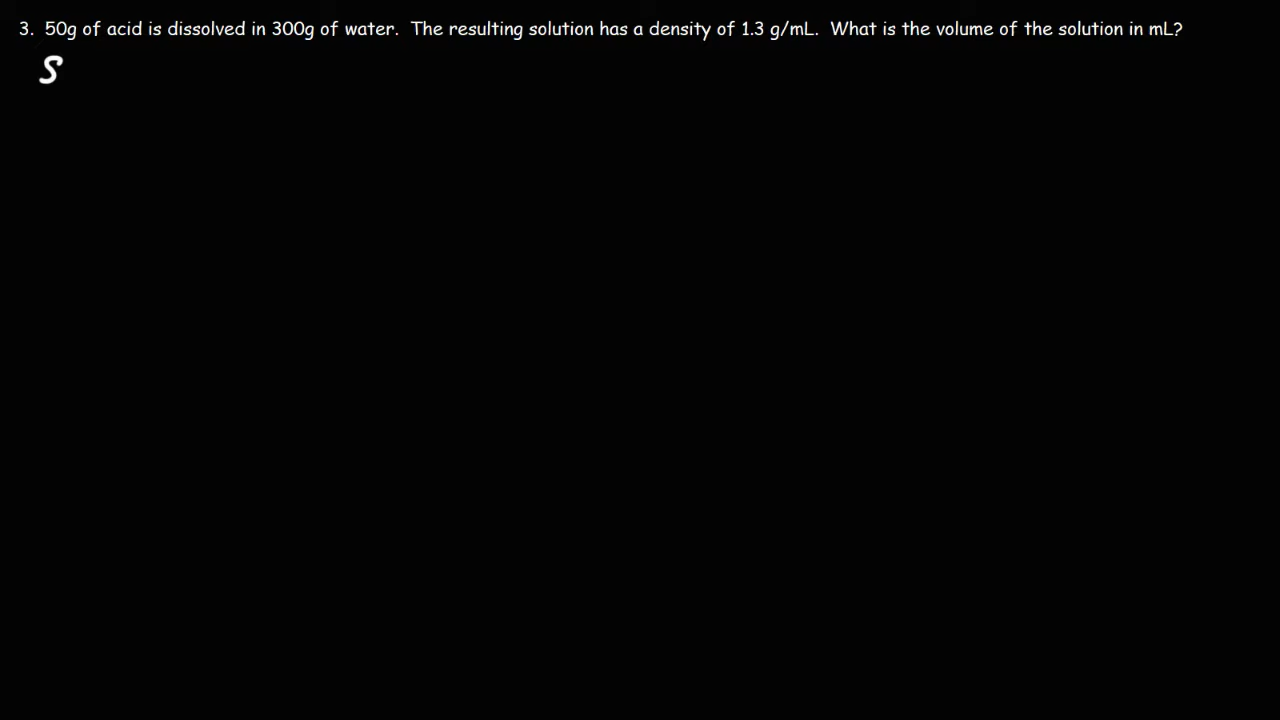 3. 50g of acid is dissolved in 300g of water. The resulting solution has a density of 1.3 g/mL. What is the volume of the solution in mL?
S